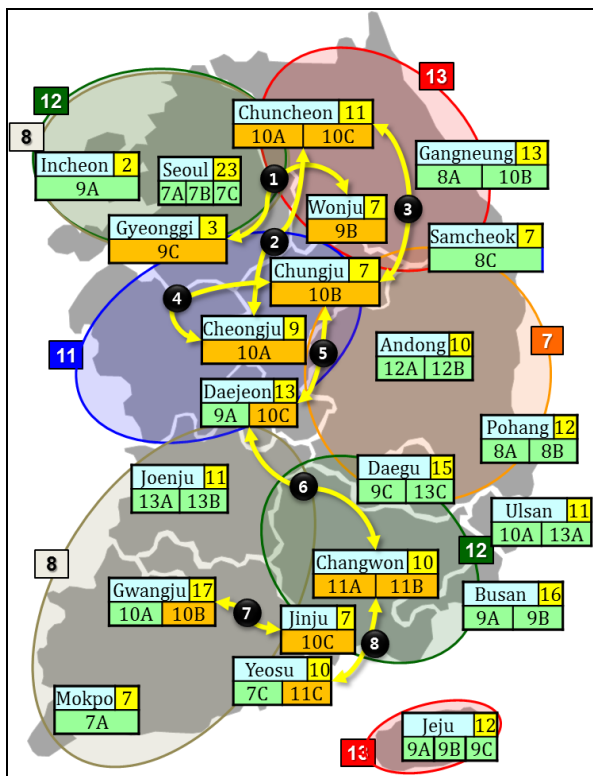 13
12
8
Chuncheon 11
10A 10C
Incheon 2
9A
Seoul 23
7A 7B 7C
Gangneung 13
8A 10B
1
Wonju 7
9B
3
Gyeonggi 3
9C
2
Samcheok 7
8C
Chungju 7
10B
4
Cheongju 9
10A
11
5
7
Andong 10
12A 12B
Daejeon 13
9A 10C
Pohang 12
8A 8B
Joenju 11
13A 13B
6
Daegu 15
9C 13C
Ulsan 11
10A 13A
8
12
Changwon 10
11A 11B
Gwangju 17
10A 10B
7
Jinju 7
10C
Busan 16
9A 9B
8
Yeosu 10
7C 11C
Mokpo 7
7A
Jeju 12
9A 9B 9C
13